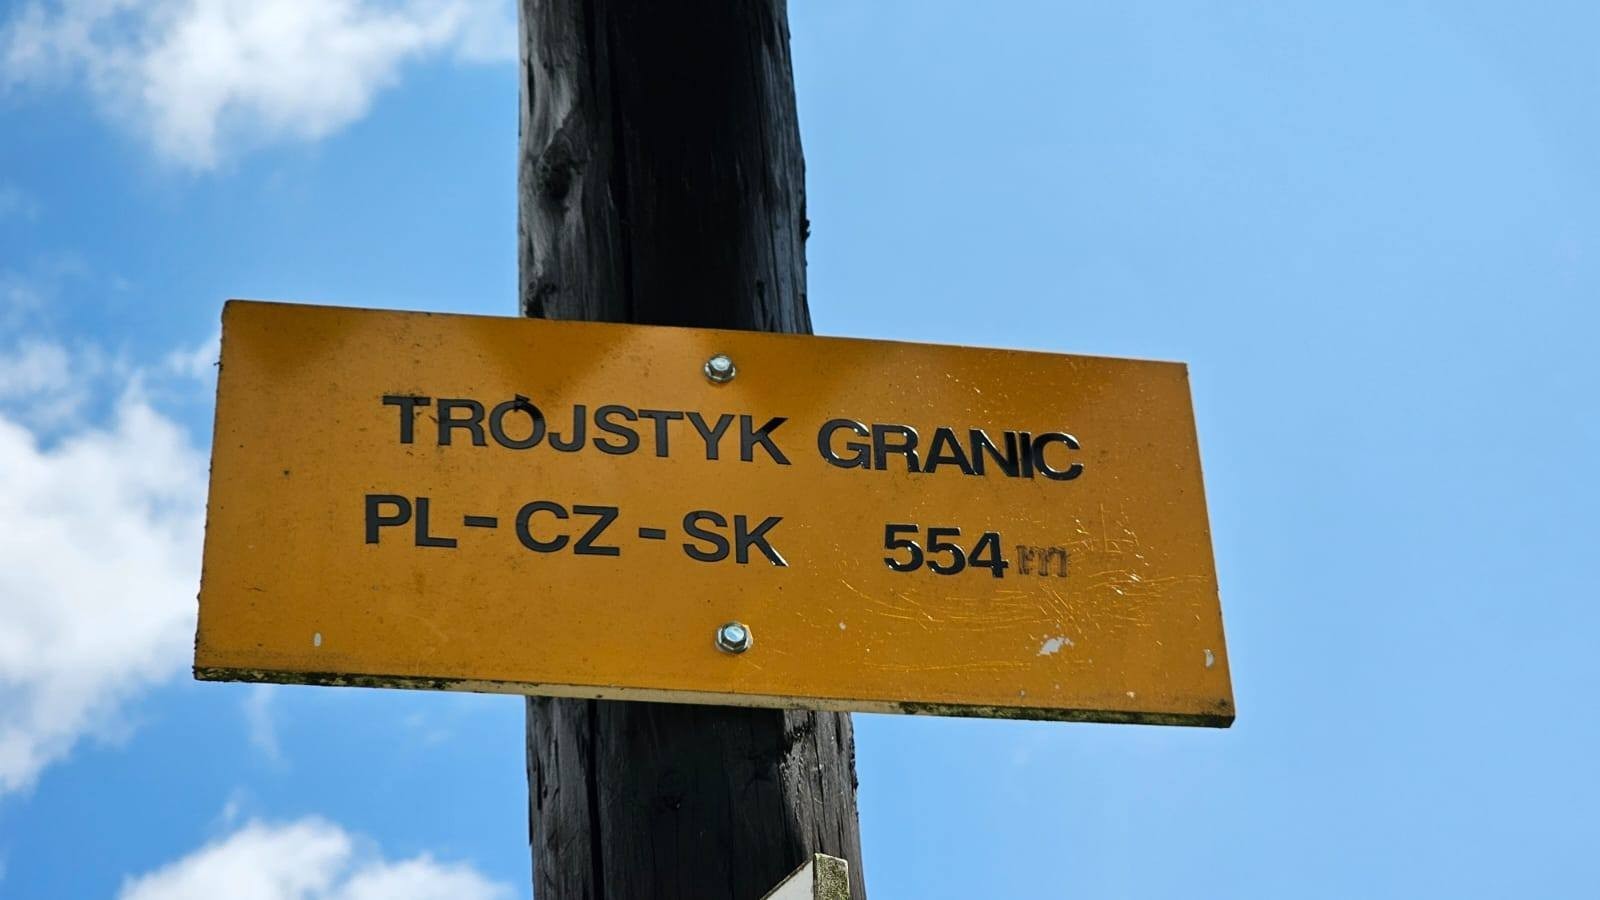 TRÓJSTYK GRANIC
PL-CZ-SK 554m